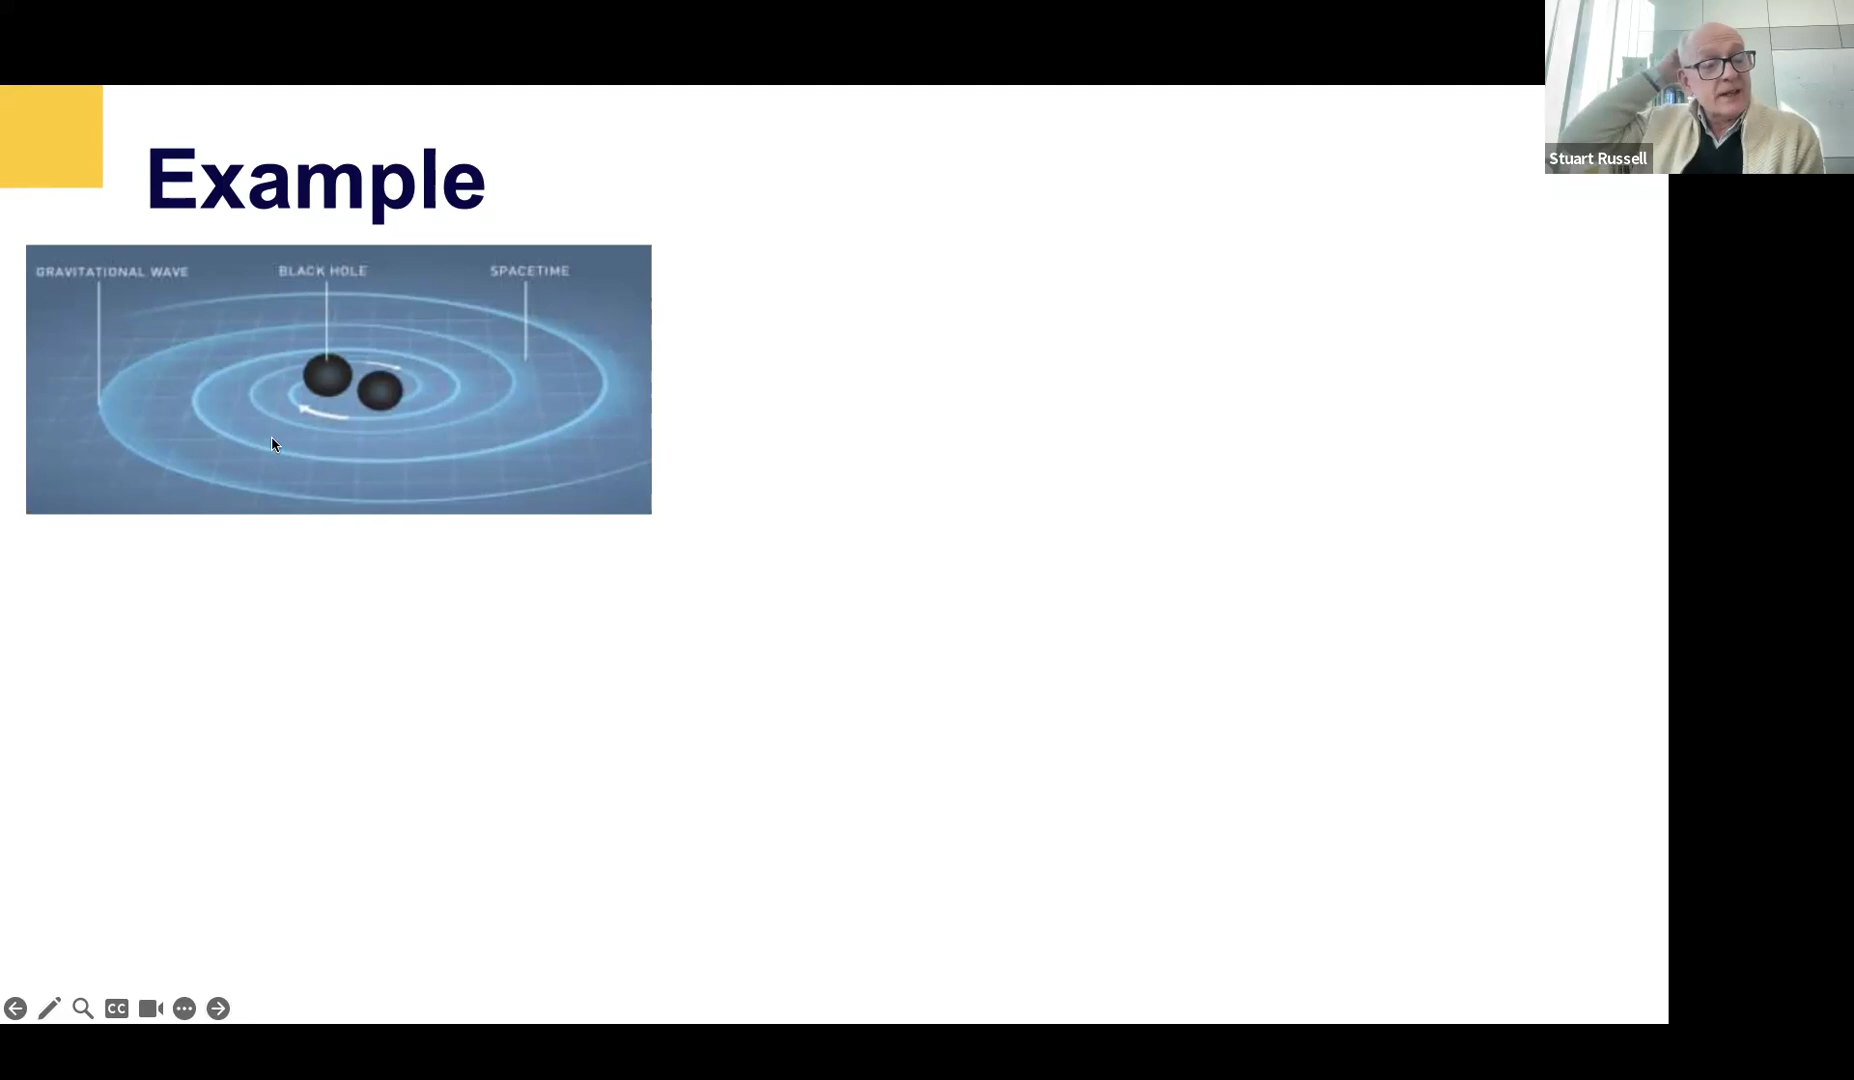 Stuart Russell
Example
GRAVITATIONAL WAVE
BLACK HOLE
SPACETIME
CC